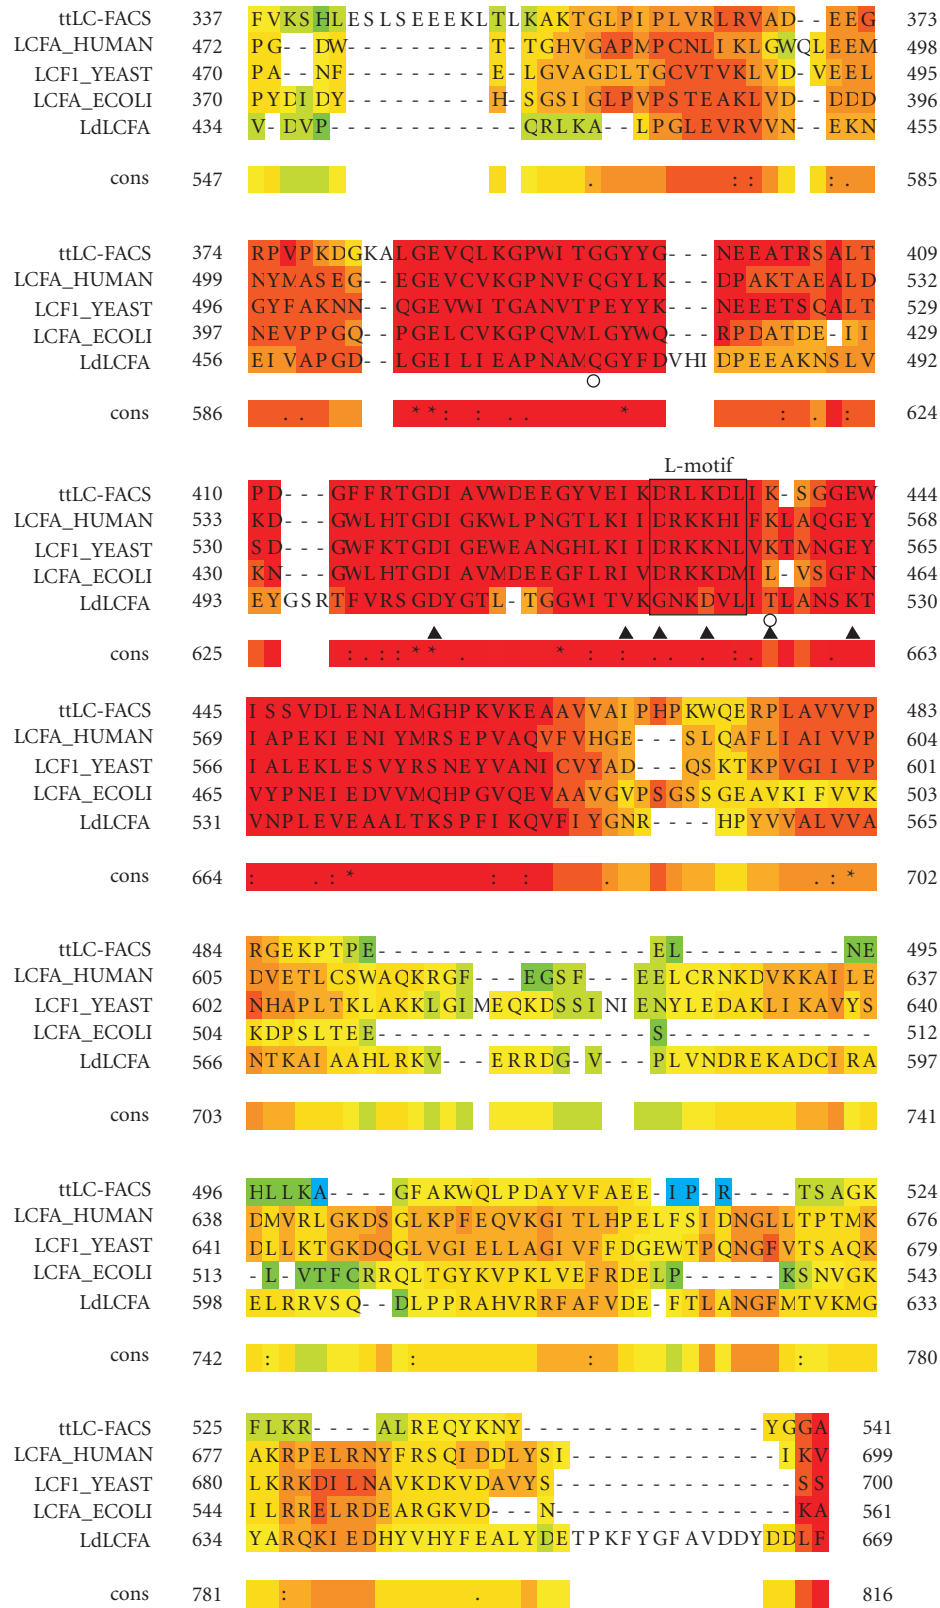 ttLC-FACS 337 FVKSHLESLSEEEKLTLKAKTGLPIPLVRLRVAD--EEG 373
LCFA_HUMAN 472 PG--DW---------T-TGHVGAPMPCNLIKLGWQLEEM 498
LCF1_YEAST 470 PA--NF---------E-LGVAGDLTGCVTVKLVD-VEEL 495
LCFA_ECOLI 370 PYDIDY---------H-SGSIGLPVPSTEAKLVD--DDD 396
LdLCFA 434 V-DVP------------QRLKA--LPGLEVRVVN--EKN 455
cons 547 . : : : . 585
ttLC-FACS 374 RPVPKDGKALGEVQLKGPWITGGYYG---NEEATRSALT 409
LCFA_HUMAN 499 NYMASEG--EGEVCVKGPNVFQGYLK---DPAKTAEALD 532
LCF1_YEAST 496 GYFAKNN--QGEVWITGANVTPEYYK---NEEETSQALT 529
LCFA_ECOLI 397 NEVPPGQ--PGELCVKGPQVMLGYWQ---RPDATDE-II 429
LdLCFA 456 EIVAPGD--LGEILIEAPNAMQGYFDVHIDPEEAKNSLV 492
cons 586 . . * * : : . . * : . : 624
L-motif
ttLC-FACS 410 PD---GFFRTGDIAVWDEEGYVEIKDRLKDLIK-SGGEW 444
LCFA_HUMAN 533 KD---GWLHTGDIGKWLPNGTLKIIDRKKHIFKLAQGEY 568
LCF1_YEAST 530 SD---GWFKTGDIGEWEANGHLKIIDRKKNLVKTMNGEY 565
LCFA_ECOLI 430 KN---GWLHTGDIAVMDEEGFLRIVDRKKDMIL-VSGFN 464
LdLCFA 493 EYGSRTFVRSGDYGTL-TGGWITVKGNKDVLITLANSKT 530
cons 625 : . : : * * . * : : . . . : . . 663
ttLC-FACS 445 ISSVDLENALMGHPKVKEAAVVAIPHPKWQERPLAVVVP 483
LCFA_HUMAN 569 IAPEKIENIYMRSEPVAQVFVHGE---SLQAFLIAIVVP 604
LCF1_YEAST 566 IALEKLESVYRSNEYVANICVYAD---QSKTKPVGIIVP 601
LCFA_ECOLI 465 VYPNEIEDVVMQHPGVQEVAAVGVPSGSSGEAVKIFVVK 503
LdLCFA 531 VNPLEVEAALTKSPFIKQVFIYGNR----HPYVVALVVA 565
cons 664 : . : * : : . . : * 702
ttLC-FACS 484 RGEKPTPE-----------------EL----------NE 495
LCFA_HUMAN 605 DVETLCSWAQKRGF---EGSF--EELCRNKDVKKAILE 637
LCF1_YEAST 602 NHAPLTKLAKKLGIMEQKDSSINIENYLEDAKLIKAVYS 640
LCFA_ECOLI 504 KDPSLTEE-----------------S------------- 512
LdLCFA 566 NTKAIAAHLRKV---ERRDG-V---PLVNDREKADCIRA 597
cons 703 741
ttLC-FACS 496 HLLKA----GFAKWQLPDAYVFAEE-IP-R----TSAGK 524
LCFA_HUMAN 638 DMVRLGKDSGLKPFEQVKGITLHPELFSIDNGLLTPTMK 676
LCF1_YEAST 641 DLLKTGKDQGLVGIELLAGIVFFDGEWTPQNGFVTSAQK 679
LCFA_ECOLI 513 -L-VTFCRRQLTGYKVPKLVEFRDELP------KSNVGK 543
LdLCFA 598 ELRRVSQ--DLPPRAHVRRFAFVDE-FTLANGFMTVKMG 633
cons 742 : : : : 780
ttLC-FACS 525 FLKR----ALREQYKNY---------------YGGA 541
LCFA_HUMAN 677 AKRPELRNYFRSQIDDLYSI-------------IKV 699
LCF1_YEAST 680 LKRKDILNAVKDKVDAVYS---------------SS 700
LCFA_ECOLI 544 ILRRELRDEARGKVD---N---------------KA 561
LdLCFA 634 YARQKIEDHYVHYFEALYDETPKFYGFAVDDYDDLF 669
cons 781 : . 816